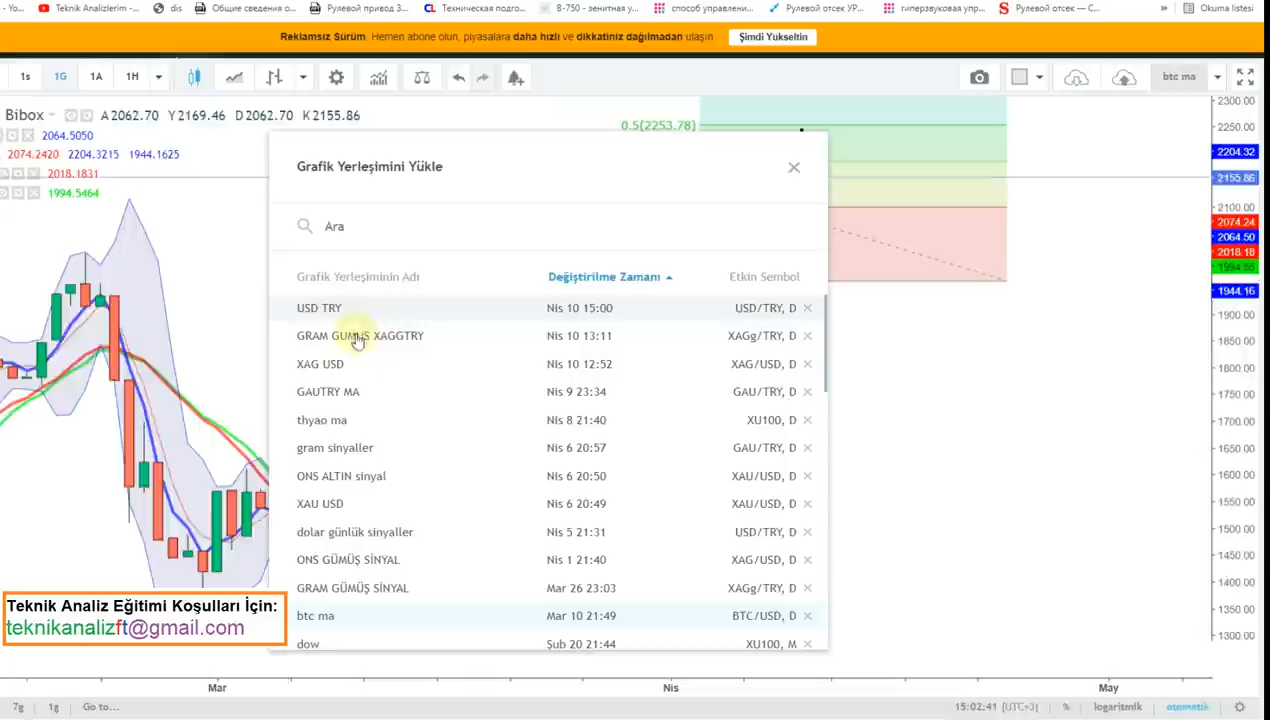 Yo...
Teknik Analizlerim -...
dis
Общие сведения о...
Рулевой привод З...
Техническая подго...
В-750 - зенитная у...
способ управлени...
Рулевой отсек УР...
гиперзвуковая упр...
Рулевой отсек — С...
»
Okuma listesi
Reklamsız Sürüm. Hemen abone olun, piyasalara daha hızlı ve dikkatiniz dağılmadan ulaşın
Şimdi Yükseltin
1s 1G 1A 1H
btc ma
Bibox A2062.70 Y2169.46 D2062.70 K2155.86
2064.5050
2074.2420 2204.3215 1944.1625
2018.1831
1994.5464
0.5(2253.78)
Grafik Yerleşimini Yükle
Ara
Grafik Yerleşiminin Adı Değiştirilme Zamanı Etkin Sembol
USD TRY Nis 10 15:00 USD/TRY, D
GRAM GUMUS XAGGTRY Nis 10 13:11 XAGg/TRY, D
XAG USD Nis 10 12:52 XAG/USD, D
GAUTRY MA Nis 9 23:34 GAU/TRY, D
thyao ma Nis 8 21:40 XU100, D
gram sinyaller Nis 6 20:57 GAU/TRY, D
ONS ALTIN sinyal Nis 6 20:50 XAU/USD, D
XAU USD Nis 6 20:49 XAU/USD, D
dolar günlük sinyaller Nis 5 21:31 USD/TRY, D
ONS GÜMÜŞ SİNYAL Nis 1 21:40 XAG/USD, D
GRAM GÜMÜŞ SİNYAL Mar 26 23:03 XAGg/TRY, D
btc ma Mar 10 21:49 BTC/USD, D
dow Şub 20 21:44 XU100, M
2300.00
2250.00
2204.32
2155.86
2100.00
2074.24
2064.50
2018.18
1994.55
1944.16
1900.00
1850.00
1800.00
1750.00
1700.00
1650.00
1600.00
1550.00
1500.00
1450.00
1400.00
1350.00
1300.00
Teknik Analiz Eğitimi Koşulları İçin:
teknikanalizft@gmail.com
Mar Nis May
7g 1g Go to... 15:02:41 (UTC+3) % logaritmik otomatik